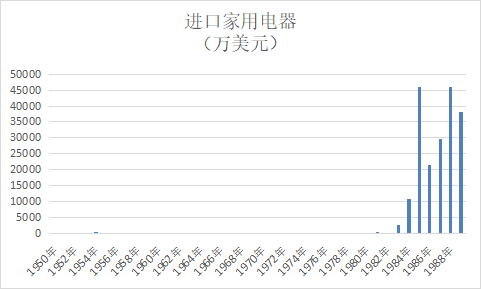 进口家用电器
（万美元）
50000
45000
40000
35000
30000
25000
20000
15000
10000
5000
0
1950年
1952年
1954年
1956年
1958年
1960年
1962年
1964年
1966年
1968年
1970年
1972年
1974年
1976年
1978年
1980年
1982年
1984年
1986年
1988年